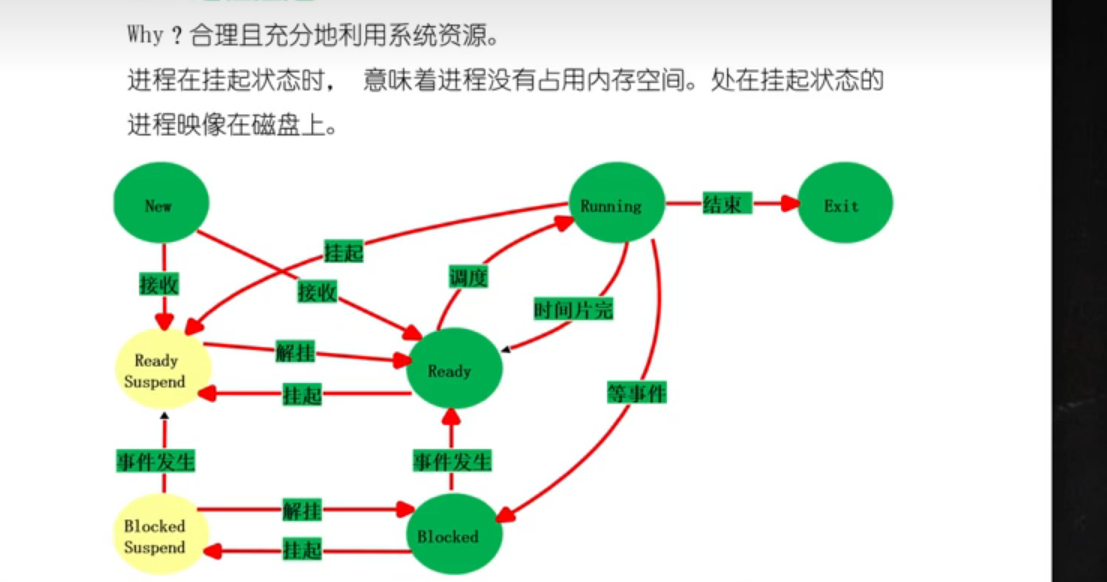 Why？合理且充分地利用系统资源。
进程在挂起状态时， 意味着进程没有占用内存空间。处在挂起状态的
进程映像在磁盘上。
New
Running
结束
Exit
挂起
接收
接收
调度
时间片完
解挂
Ready
Suspend
Ready
挂起
等事件
事件发生
事件发生
解挂
Blocked
Suspend
Blocked
挂起